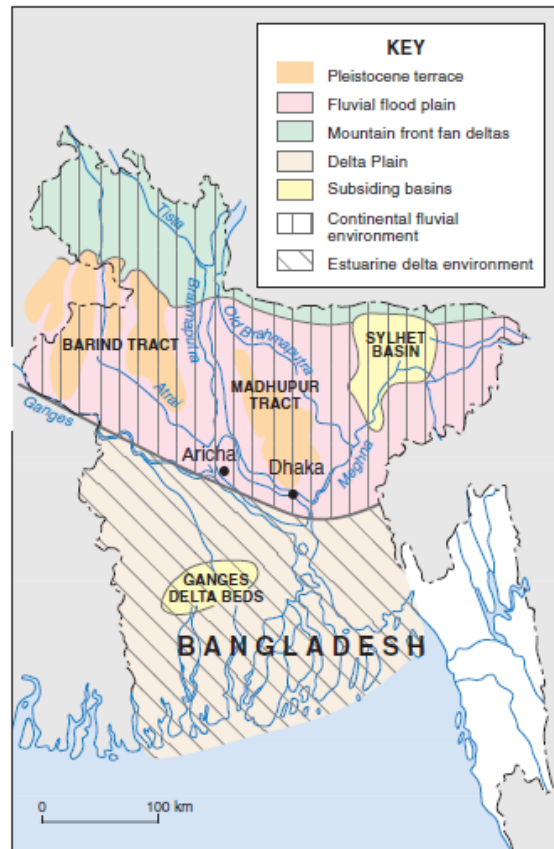 KEY
Pleistocene terrace
Fluvial flood plain
Mountain front fan deltas
Delta Plain
Subsiding basins
Continental fluvial
environment
Estuarine delta environment
Tista
Brahmaputra
Old Brahmaputra
SYLHET
BASIN
BARIND TRACT
MADHUPUR
TRACT
Atrai
Ganges
Aricha
Dhaka
Meghna
GANGES
DELTA BEDS
BANGLADESH
0 100 km